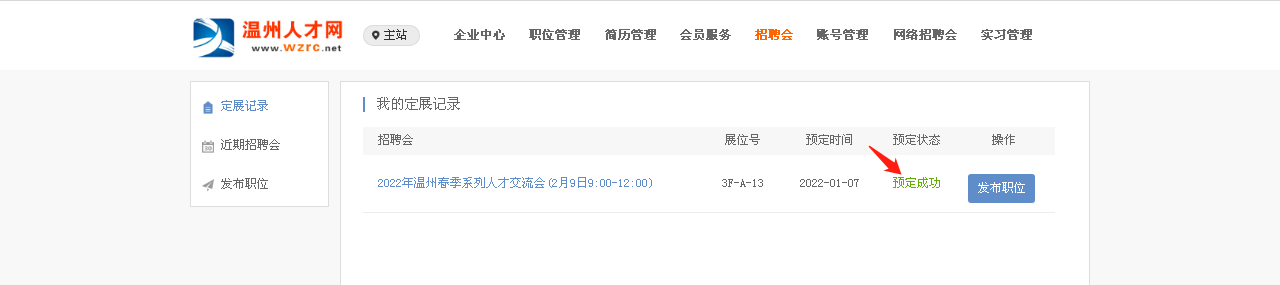 温州人才网
www.wzrc.net
主站
企业中心 职位管理 简历管理 会员服务 招聘会 账号管理 网络招聘会 实习管理
定展记录
近期招聘会
发布职位
我的定展记录
招聘会 展位号 预定时间 预定状态 操作
2022年温州春季系列人才交流会(2月9日9:00-12:00) 3F-A-13 2022-01-07 预定成功 发布职位